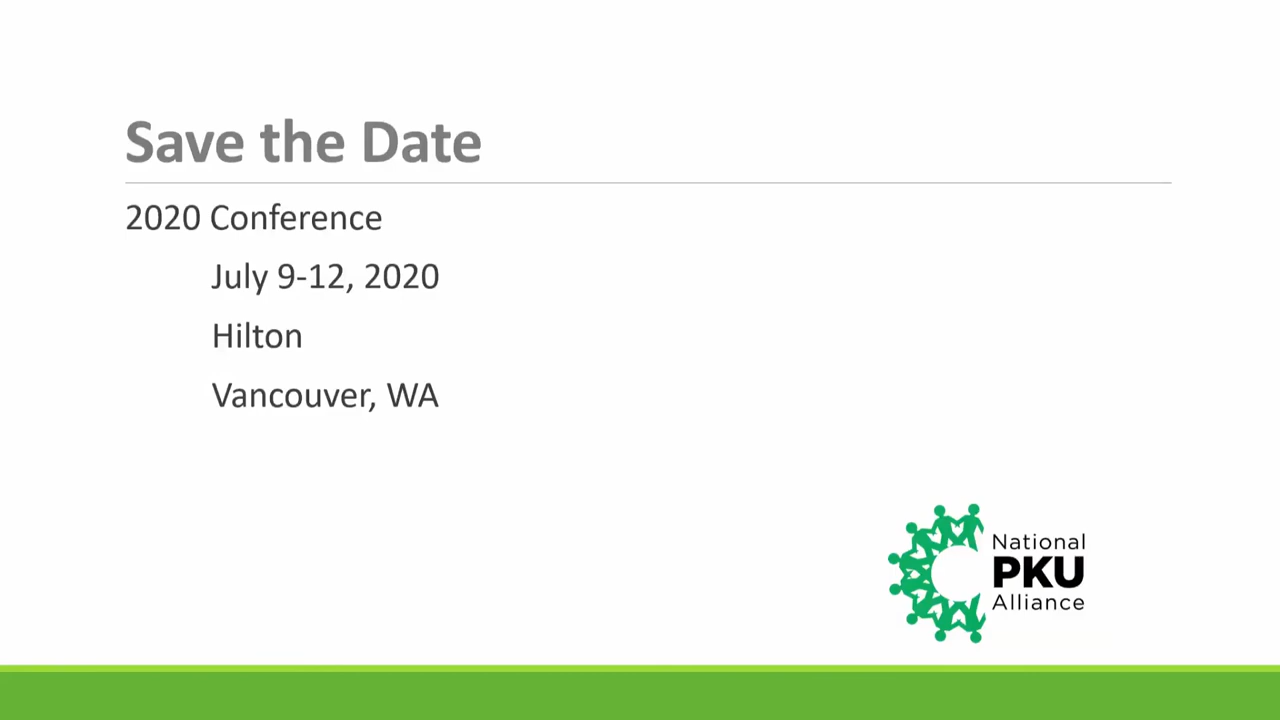 Save the Date
2020 Conference
July 9-12, 2020
Hilton
Vancouver, WA
National
PKU
Alliance